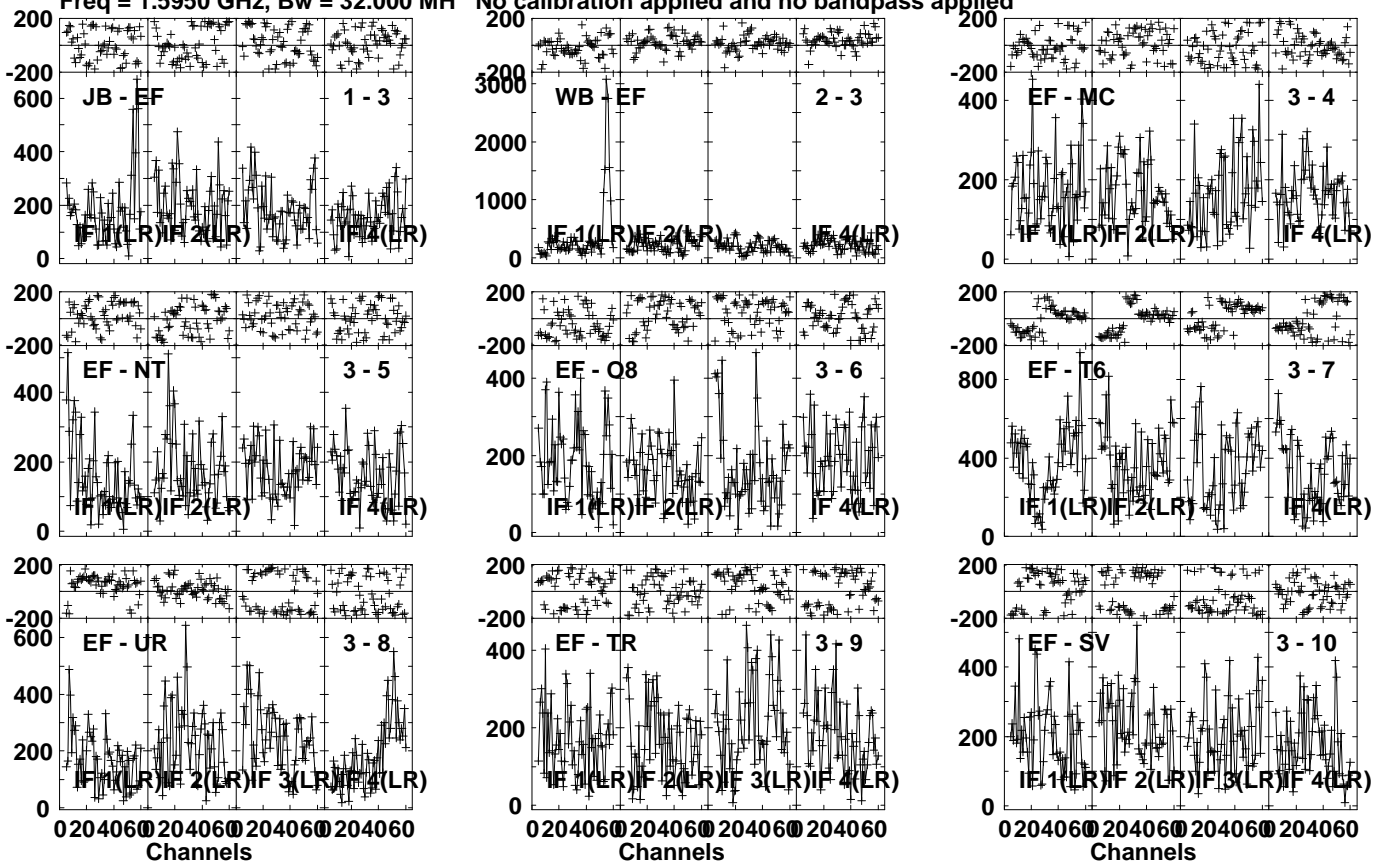 Freq = 1.5950 GHz, Bw = 32.000 MH No calibration applied and no bandpass applied
200
-200
600
400
200
0
JB - EF
1 - 3
IF 1(LR)
IF 2(LR)
IF 4(LR)
200
-200
3000
2000
1000
0
WB - EF
2 - 3
IF 1(LR)
IF 2(LR)
IF 4(LR)
200
-200
400
200
0
EF - MC
3 - 4
IF 1(LR)
IF 2(LR)
IF 4(LR)
200
-200
400
200
0
EF - NT
3 - 5
IF 1(LR)
IF 2(LR)
IF 4(LR)
200
-200
400
200
0
EF - O8
3 - 6
IF 1(LR)
IF 2(LR)
IF 4(LR)
200
-200
800
400
0
EF - T6
3 - 7
IF 1(LR)
IF 2(LR)
IF 4(LR)
200
-200
600
400
200
0
EF - UR
3 - 8
IF 1(LR)
IF 2(LR)
IF 3(LR)
IF 4(LR)
0 20 40 60 0 20 40 60 0 20 40 60 0 20 40 60
Channels
200
-200
400
200
0
EF - TR
3 - 9
IF 1(LR)
IF 2(LR)
IF 3(LR)
IF 4(LR)
0 20 40 60 0 20 40 60 0 20 40 60 0 20 40 60
Channels
200
-200
400
200
0
EF - SV
3 - 10
IF 1(LR)
IF 2(LR)
IF 3(LR)
IF 4(LR)
0 20 40 60 0 20 40 60 0 20 40 60 0 20 40 60
Channels